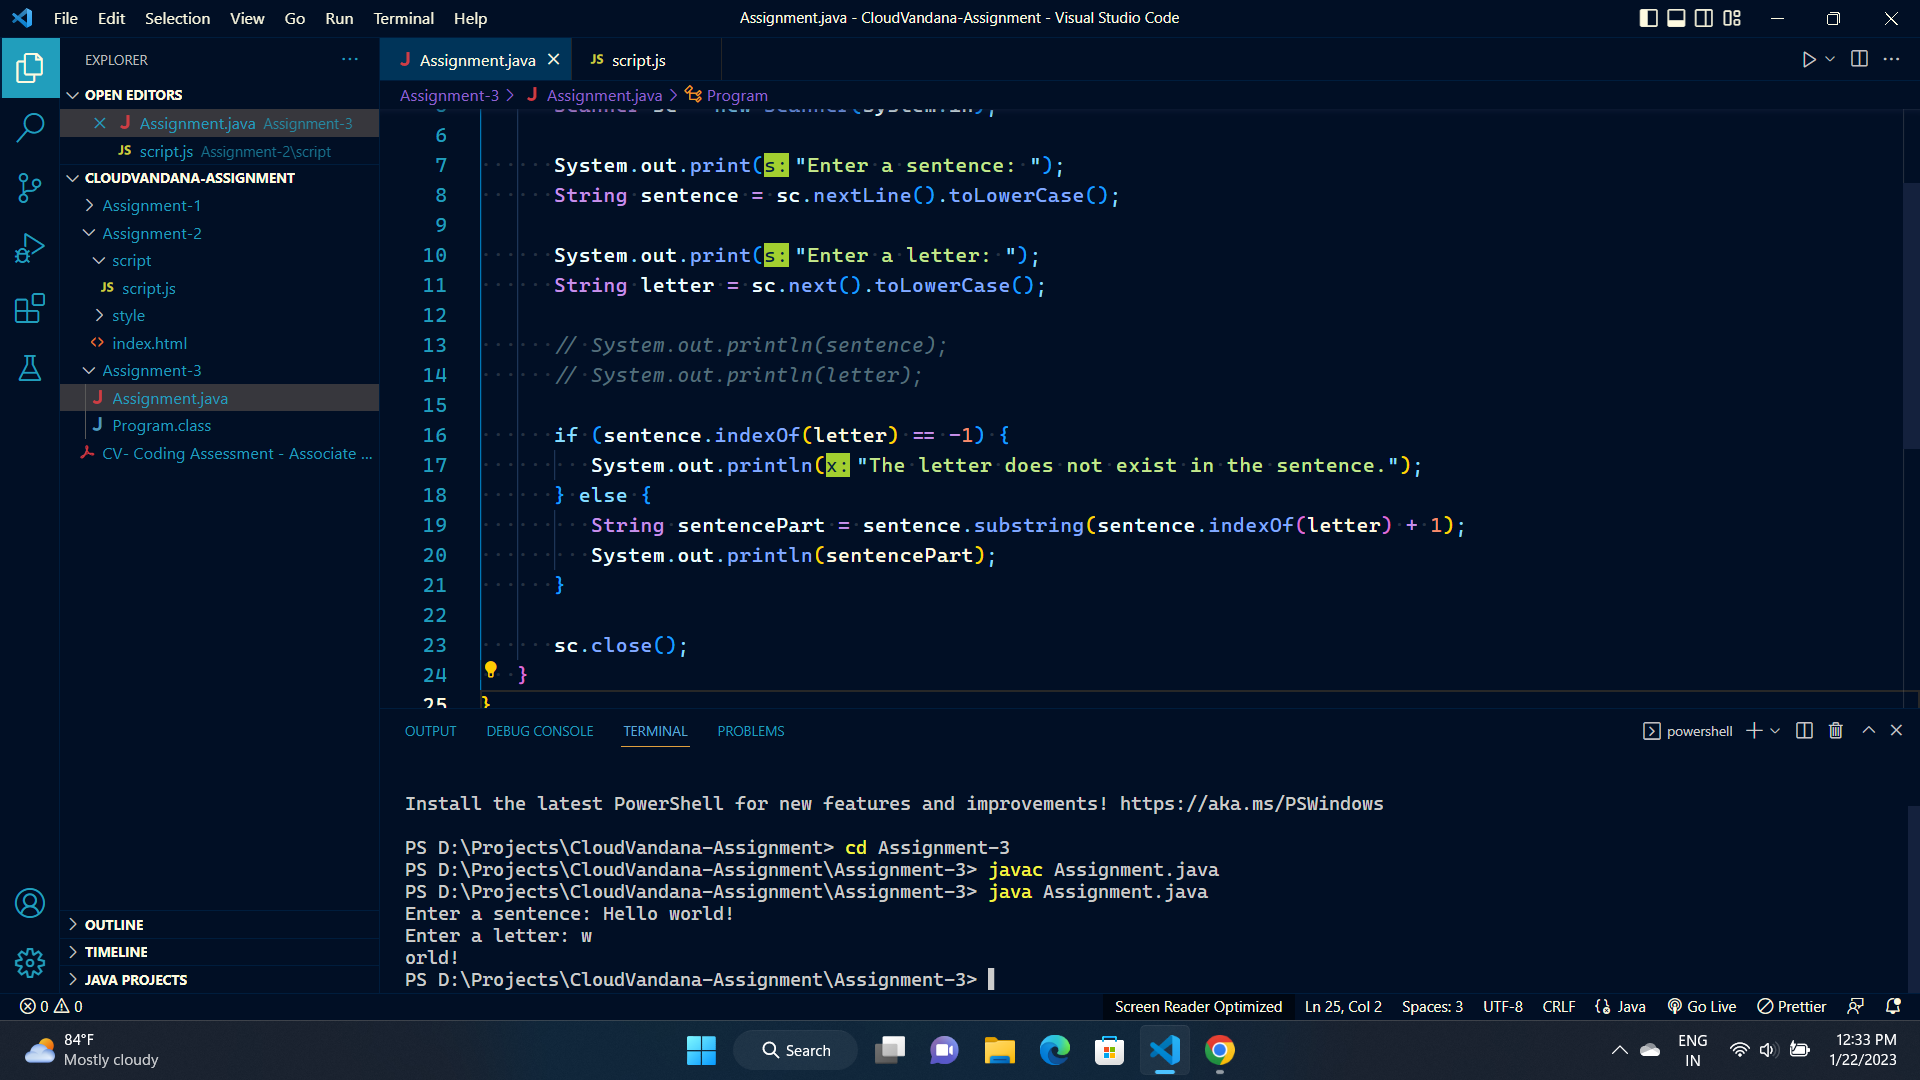 File Edit Selection View Go Run Terminal Help
Assignment.java - CloudVandana-Assignment - Visual Studio Code
EXPLORER
OPEN EDITORS
Assignment.java Assignment-3
JS script.js Assignment-2\script
CLOUDVANDANA-ASSIGNMENT
Assignment-1
Assignment-2
script
JS script.js
style
<> index.html
Assignment-3
J Assignment.java
J Program.class
CV- Coding Assessment - Associate ...
OUTLINE
TIMELINE
JAVA PROJECTS
J Assignment.java
JS script.js
Assignment-3 > J Assignment.java > Program
Scanner sc = new Scanner(System.in);
6
7 System.out.print(s: "Enter a sentence: ");
8 String sentence = sc.nextLine().toLowerCase();
9
10 System.out.print(s: "Enter a letter: ");
11 String letter = sc.next().toLowerCase();
12
13 // System.out.println(sentence);
14 // System.out.println(letter);
15
16 if (sentence.indexOf(letter) == -1) {
17 System.out.println(x: "The letter does not exist in the sentence.");
18 } else {
19 String sentencePart = sentence.substring(sentence.indexOf(letter) + 1);
20 System.out.println(sentencePart);
21 }
22
23 sc.close();
24 }
25 }
OUTPUT DEBUG CONSOLE TERMINAL PROBLEMS
powershell
Install the latest PowerShell for new features and improvements! https://aka.ms/PSWindows
PS D:\Projects\CloudVandana-Assignment> cd Assignment-3
PS D:\Projects\CloudVandana-Assignment\Assignment-3> javac Assignment.java
PS D:\Projects\CloudVandana-Assignment\Assignment-3> java Assignment.java
Enter a sentence: Hello world!
Enter a letter: w
orld!
PS D:\Projects\CloudVandana-Assignment\Assignment-3>
0 0
Screen Reader Optimized Ln 25, Col 2 Spaces: 3 UTF-8 CRLF {} Java Go Live Prettier
84°F
Mostly cloudy
Search
ENG
IN
12:33 PM
1/22/2023